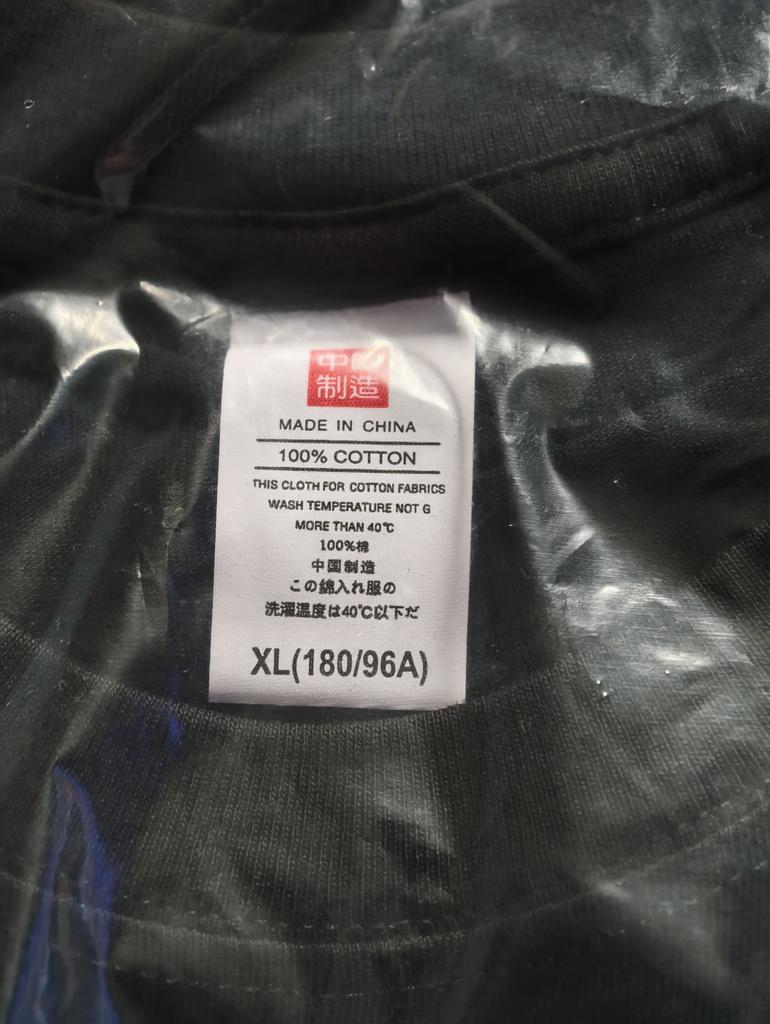 中国
制造
MADE IN CHINA
100% COTTON
THIS CLOTH FOR COTTON FABRICS
WASH TEMPERATURE NOT G
MORE THAN 40℃
100%棉
中国制造
この綿入れ服の
洗濯温度は40℃以下だ
XL(180/96A)